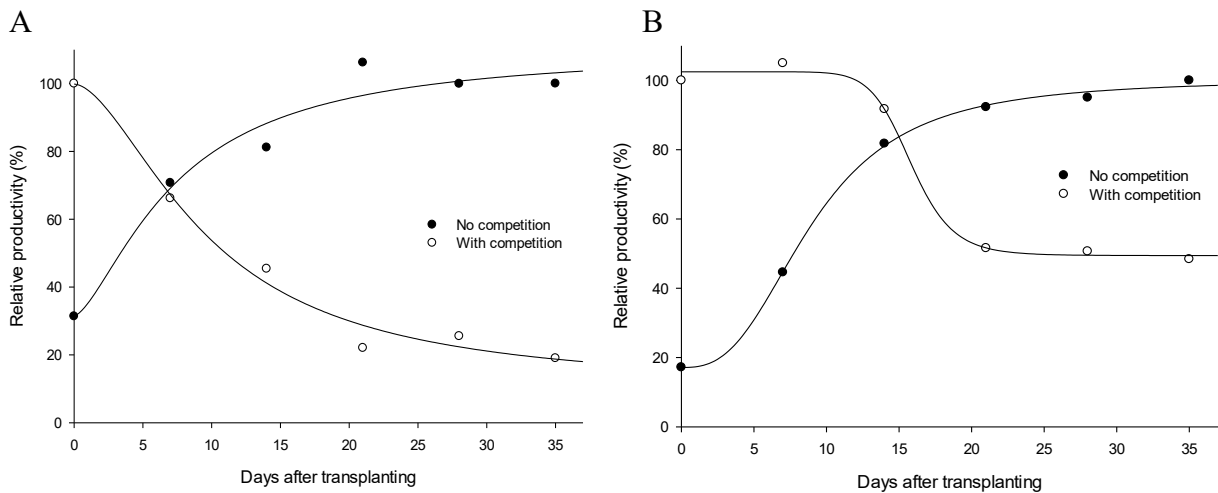 A
Relative productivity (%)
100
80
60
40
20
0
No competition
With competition
0 5 10 15 20 25 30 35
Days after transplanting
B
Relative productivity (%)
100
80
60
40
20
0
No competition
With competition
0 5 10 15 20 25 30 35
Days after transplanting